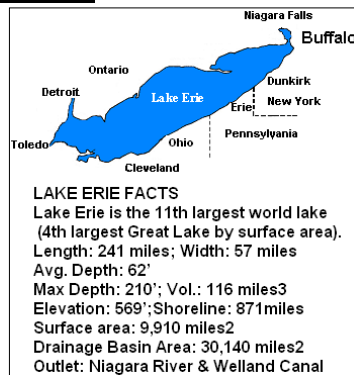 Niagara Falls
Buffalo
Ontario
Dunkirk
Detroit
Lake Erie
New York
Erie
Toledo
Ohio
Pennsylvania
Cleveland
LAKE ERIE FACTS
Lake Erie is the 11th largest world lake
(4th largest Great Lake by surface area).
Length: 241 miles; Width: 57 miles
Avg. Depth: 62'
Max Depth: 210'; Vol.: 116 miles3
Elevation: 569';Shoreline: 871miles
Surface area: 9,910 miles2
Drainage Basin Area: 30,140 miles2
Outlet: Niagara River & Welland Canal